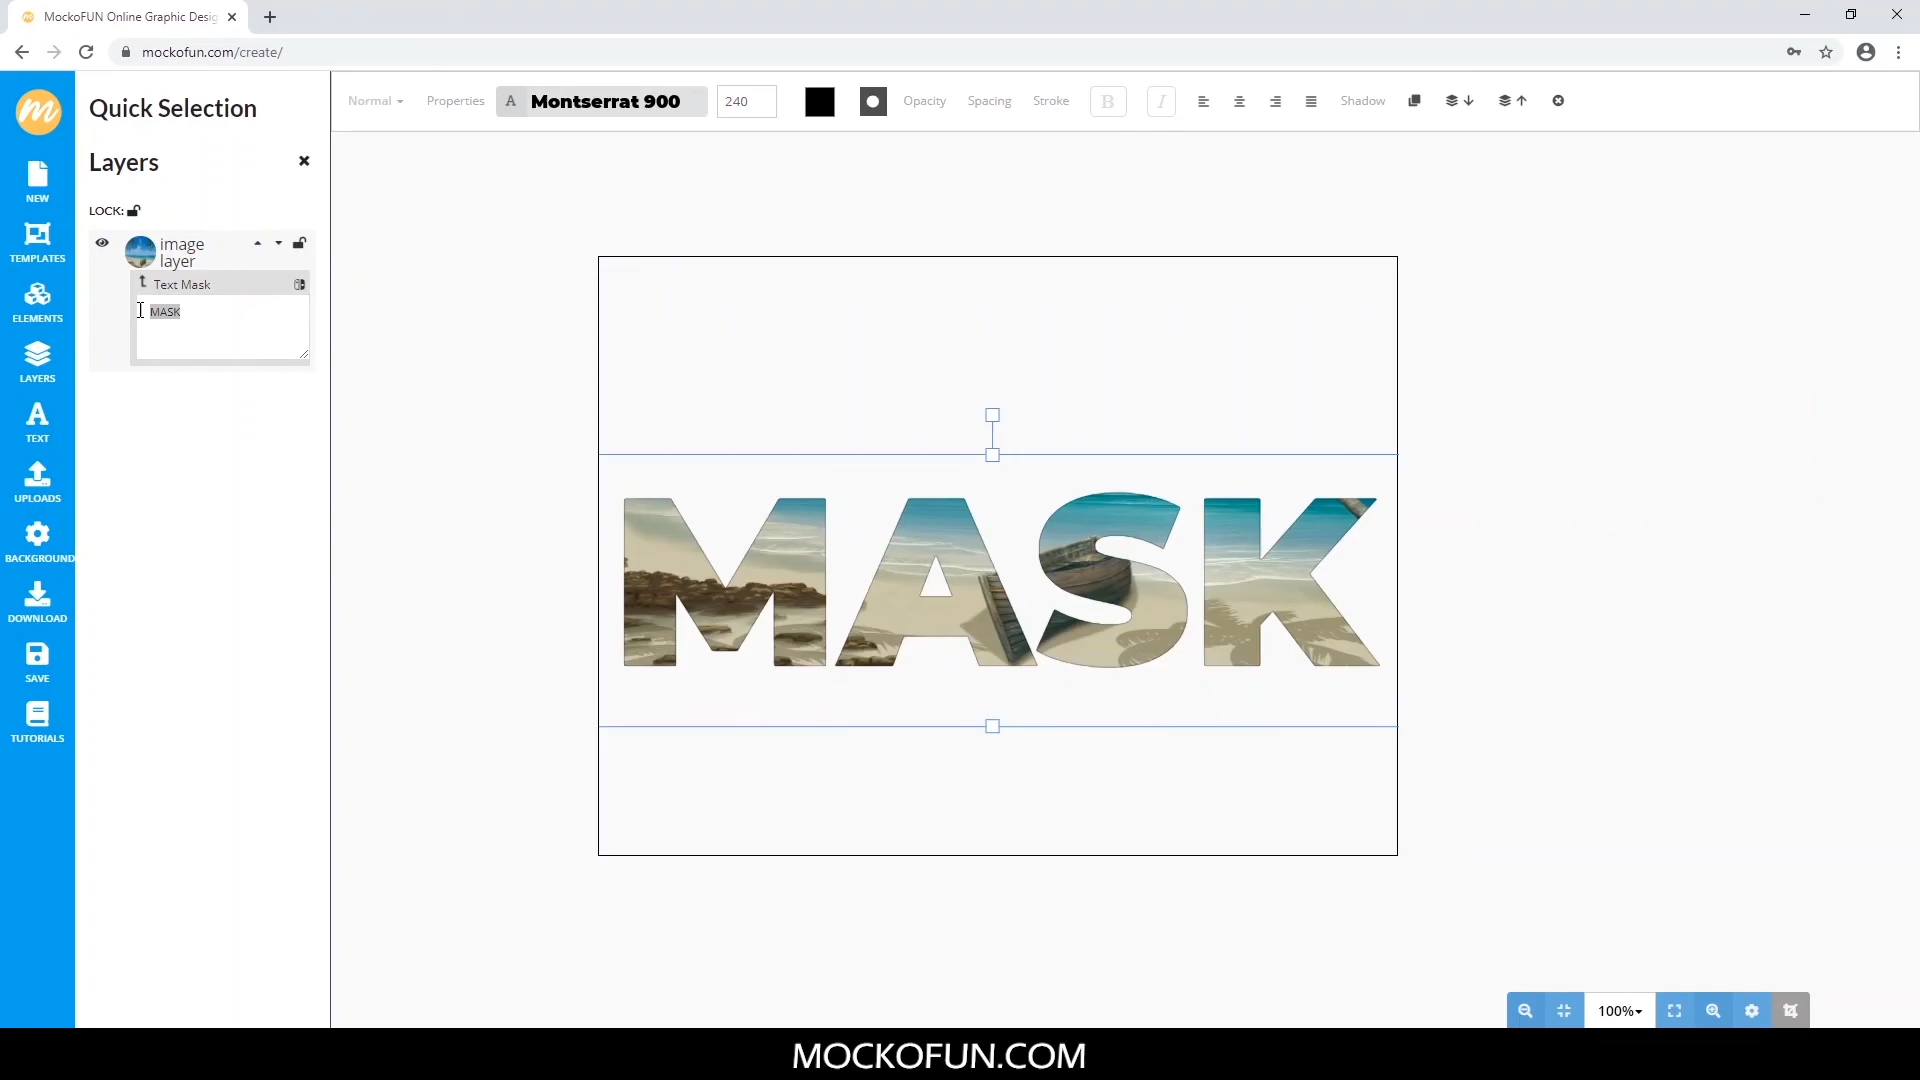 MockoFUN Online Graphic Desig
mockofun.com/create/
Quick Selection
Normal Properties A Montserrat 900 240 Opacity Spacing Stroke B I Shadow
Layers
LOCK:
image
layer
Text Mask
MASK
NEW
TEMPLATES
ELEMENTS
LAYERS
TEXT
UPLOADS
BACKGROUND
DOWNLOAD
SAVE
TUTORIALS
MASK
100%
MOCKOFUN.COM